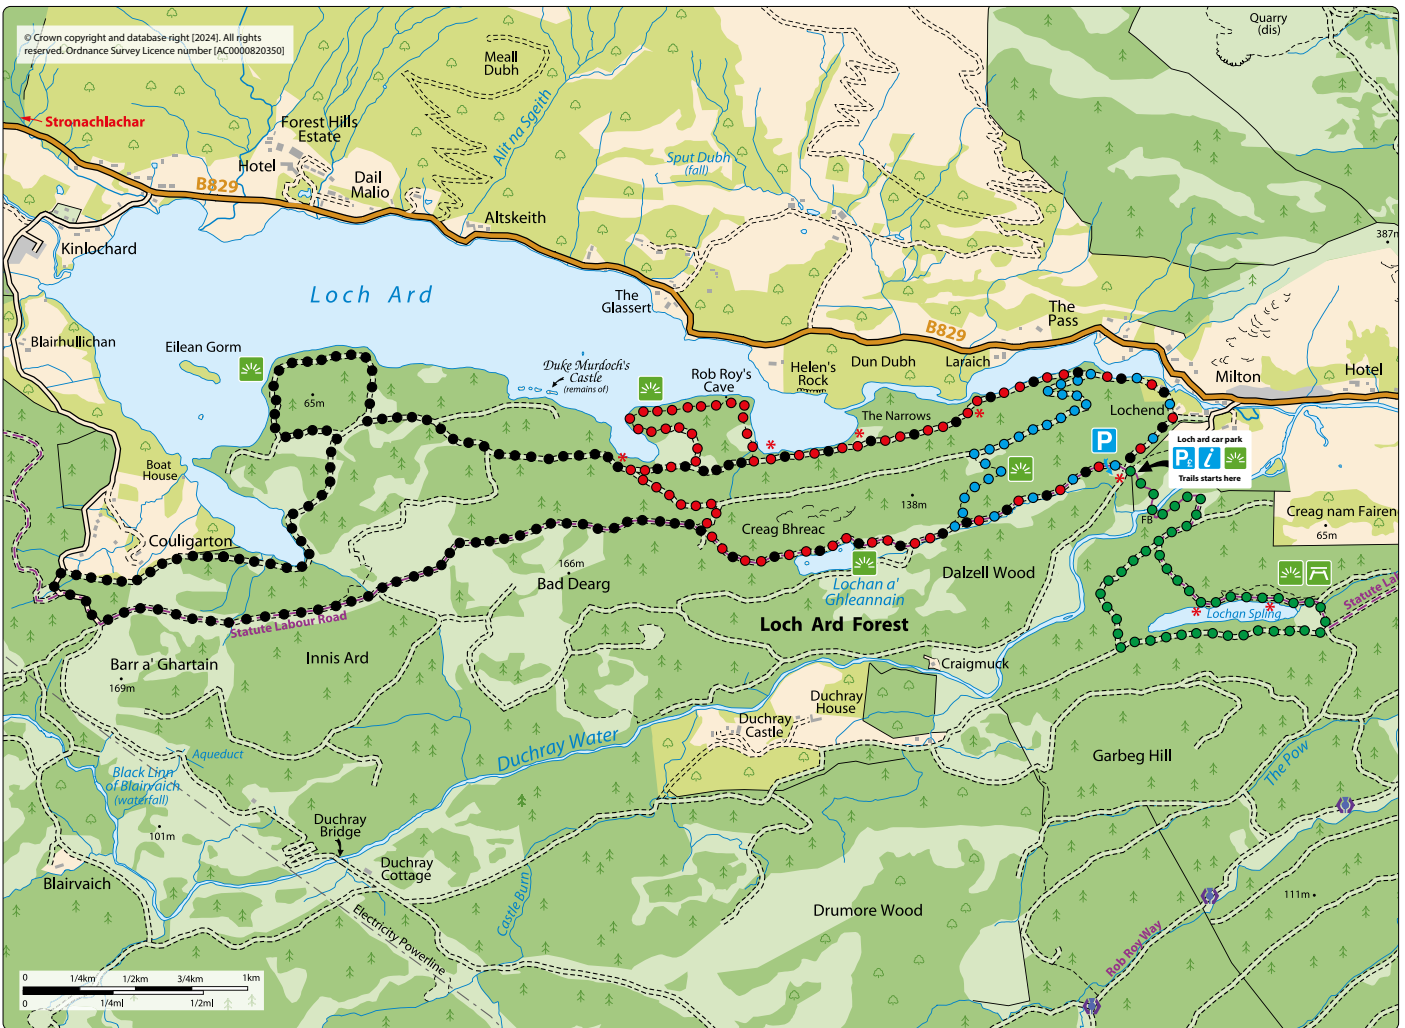 © Crown copyright and database right [2024]. All rights
reserved. Ordnance Survey Licence number [AC0000820350]
Quarry
(dis)
Meall
Dubh
Stronachlachar
Forest Hills
Estate
Allt na Sgeith
Hotel
Sput Dubh
(fall)
B829
Dail
Malio
Altskeith
387m
Kinlochard
Loch Ard
The
Glassert
The
Pass
B829
Blairhullichan
Eilean Gorm
Duke Murdoch's
Castle
(remains of)
Rob Roy's
Cave
Helen's
Rock
Dun Dubh
Laraich
Milton
Hotel
65m
The Narrows
Lochend
P
Loch ard car park
P£ i
Trails starts here
Boat
House
138m
Creag Bhreac
FB
Creag nam Fairen
65m
Couligarton
166m
Bad Dearg
Lochan a'
Ghleannain
Dalzell Wood
Statute La
Lochan Spling
Statute Labour Road
Loch Ard Forest
Innis Ard
Barr a' Ghartain
169m
Craigmuck
Duchray
House
Duchray
Castle
Duchray Water
Garbeg Hill
Aqueduct
The Pow
Black Linn
of Blairvaich
(waterfall)
101m
Duchray
Bridge
Duchray
Cottage
Blairvaich
Castle Burn
111m
Drumore Wood
Electricity Powerline
Rob Roy Way
0 1/4km 1/2km 3/4km 1km
0 1/4ml 1/2ml